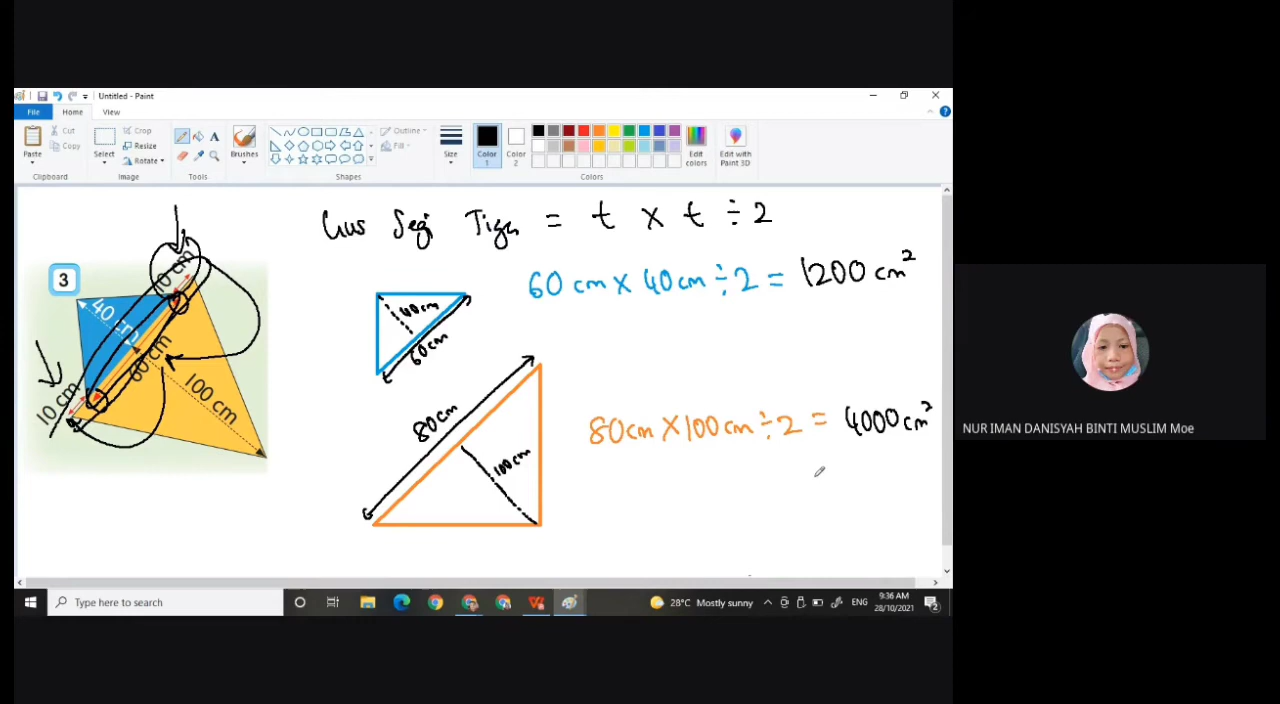 Untitled - Paint
File Home View
Paste
Cut
Copy
Clipboard
Select
Crop
Resize
Rotate
Image
Tools
Brushes
Shapes
Outline
Fill
Size
Color 1
Color 2
Colors
Edit colors
Edit with Paint 3D
Luas Segi Tiga = t x t ÷ 2
3
10 cm
40 cm
60 cm
10 cm
100 cm
60 cm x 40 cm ÷ 2 = 1200 cm²
40 cm
60 cm
80 cm
100 cm
80 cm x 100 cm ÷ 2 = 4000 cm²
NUR IMAN DANISYAH BINTI MUSLIM Moe
Type here to search
28°C Mostly sunny
ENG
9:36 AM
28/10/2021
2